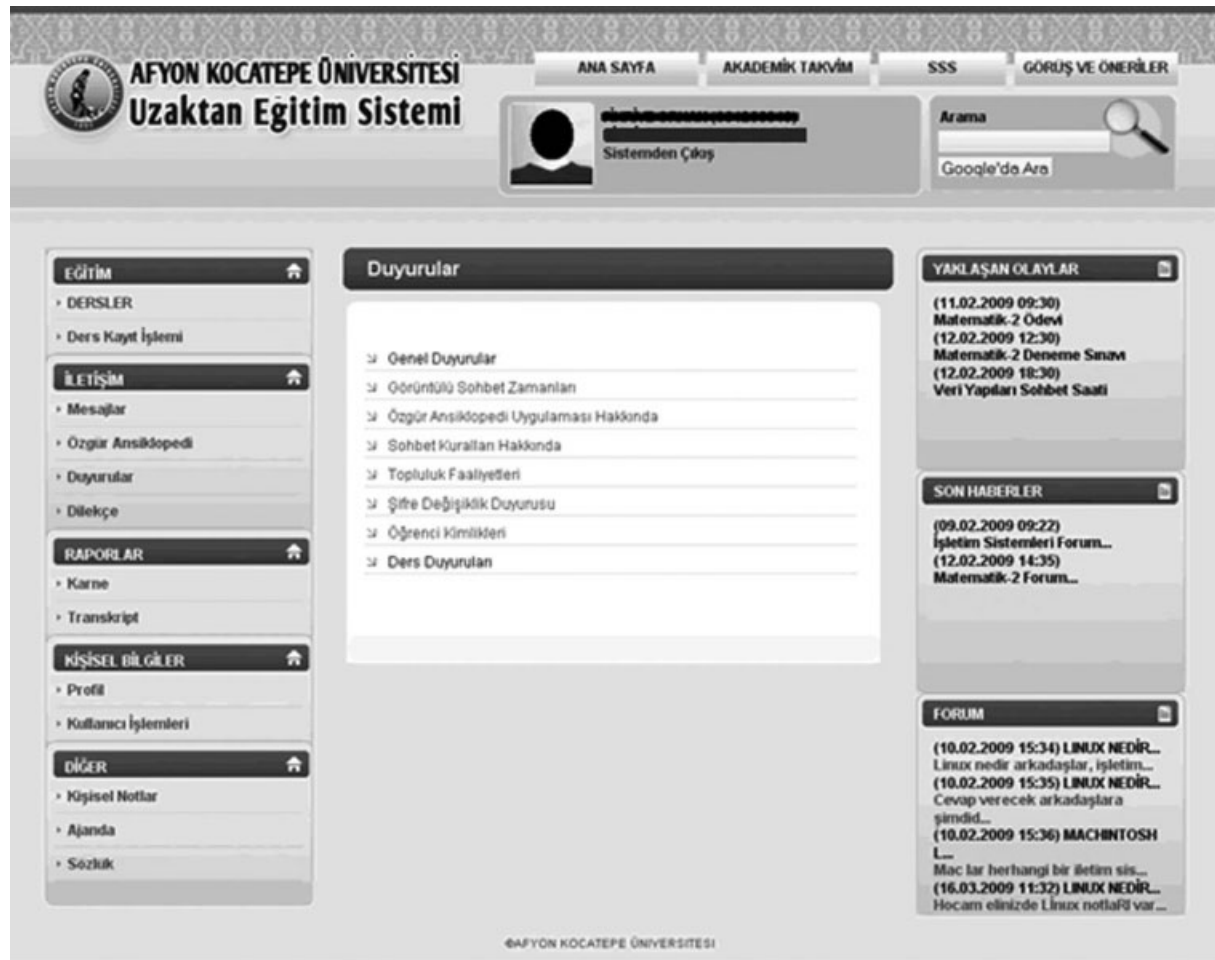 AFYON KOCATEPE ÜNİVERSİTESİ
Uzaktan Eğitim Sistemi
ANA SAYFA
AKADEMİK TAKVİM
SSS
GÖRÜŞ VE ÖNERİLER
Sistemden Çıkış
Arama
Google'da Ara
EĞİTİM
DERSLER
Ders Kayıt İşlemi
İLETİŞİM
Mesajlar
Özgür Ansiklopedi
Duyurular
Dilekçe
RAPORLAR
Karne
Transkript
KİŞİSEL BİLGİLER
Profil
Kullanıcı İşlemleri
DİĞER
Kişisel Notlar
Ajanda
Sözlük
Duyurular
Genel Duyurular
Görüntülü Sohbet Zamanları
Özgür Ansiklopedi Uygulaması Hakkında
Sohbet Kuralları Hakkında
Topluluk Faaliyetleri
Şifre Değişiklik Duyurusu
Öğrenci Kimlikleri
Ders Duyuruları
YAKLAŞAN OLAYLAR
(11.02.2009 09:30)
Matematik-2 Ödevi
(12.02.2009 12:30)
Matematik-2 Deneme Sınavı
(12.02.2009 18:30)
Veri Yapıları Sohbet Saati
SON HABERLER
(09.02.2009 09:22)
İşletim Sistemleri Forum...
(12.02.2009 14:35)
Matematik-2 Forum...
FORUM
(10.02.2009 15:34) LINUX NEDİR...
Linux nedir arkadaşlar, işletim...
(10.02.2009 15:35) LINUX NEDİR...
Cevap verecek arkadaşlara
şimdid...
(10.02.2009 15:36) MACHINTOSH
L...
Mac lar herhangi bir iletim sis...
(16.03.2009 11:32) LINUX NEDİR...
Hocam elinizde Lİnux notlaRI var...
©AFYON KOCATEPE ÜNİVERSİTESİ